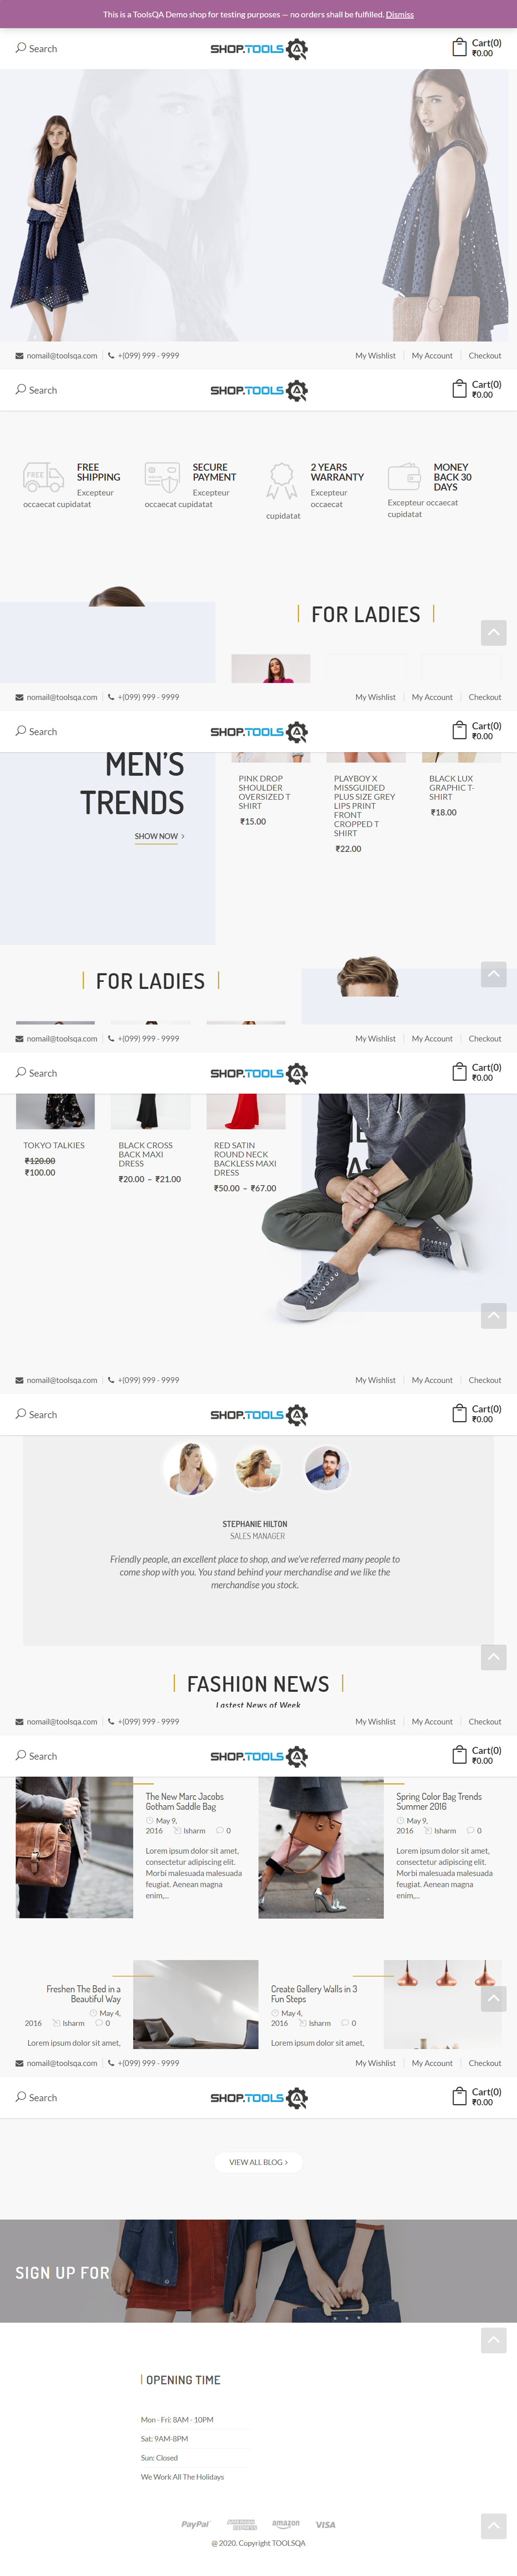 This is a ToolsQA Demo shop for testing purposes — no orders shall be fulfilled. Dismiss
Search
SHOP.TOOLS
Cart(0)
₹0.00
nomail@toolsqa.com
+(099) 999 - 9999
My Wishlist
My Account
Checkout
Search
SHOP.TOOLS
Cart(0)
₹0.00
FREE
FREE
SHIPPING
Excepteur
occaecat cupidatat
SECURE
PAYMENT
Excepteur
occaecat cupidatat
2 YEARS
WARRANTY
Excepteur
occaecat
cupidatat
MONEY
BACK 30
DAYS
Excepteur occaecat
cupidatat
FOR LADIES
nomail@toolsqa.com
+(099) 999 - 9999
My Wishlist
My Account
Checkout
Search
SHOP.TOOLS
Cart(0)
₹0.00
MEN'S
TRENDS
SHOW NOW
PINK DROP
SHOULDER
OVERSIZED T
SHIRT
₹15.00
PLAYBOY X
MISSGUIDED
PLUS SIZE GREY
LIPS PRINT
FRONT
CROPPED T
SHIRT
₹22.00
BLACK LUX
GRAPHIC T-
SHIRT
₹18.00
FOR LADIES
nomail@toolsqa.com
+(099) 999 - 9999
My Wishlist
My Account
Checkout
Search
SHOP.TOOLS
Cart(0)
₹0.00
TOKYO TALKIES
₹120.00
₹100.00
BLACK CROSS
BACK MAXI
DRESS
₹20.00 – ₹21.00
RED SATIN
ROUND NECK
BACKLESS MAXI
DRESS
₹50.00 – ₹67.00
nomail@toolsqa.com
+(099) 999 - 9999
My Wishlist
My Account
Checkout
Search
SHOP.TOOLS
Cart(0)
₹0.00
STEPHANIE HILTON
SALES MANAGER
Friendly people, an excellent place to shop, and we've referred many people to
come shop with you. You stand behind your merchandise and we like the
merchandise you stock.
FASHION NEWS
Lastest News of Week
nomail@toolsqa.com
+(099) 999 - 9999
My Wishlist
My Account
Checkout
Search
SHOP.TOOLS
Cart(0)
₹0.00
The New Marc Jacobs
Gotham Saddle Bag
May 9,
2016 lsharm 0
Lorem ipsum dolor sit amet,
consectetur adipiscing elit.
Morbi malesuada malesuada
feugiat. Aenean magna
enim,...
Spring Color Bag Trends
Summer 2016
May 9,
2016 lsharm 0
Lorem ipsum dolor sit amet,
consectetur adipiscing elit.
Morbi malesuada malesuada
feugiat. Aenean magna
enim,...
Freshen The Bed in a
Beautiful Way
May 4,
2016 lsharm 0
Lorem ipsum dolor sit amet,
Create Gallery Walls in 3
Fun Steps
May 4,
2016 lsharm 0
Lorem ipsum dolor sit amet,
nomail@toolsqa.com
+(099) 999 - 9999
My Wishlist
My Account
Checkout
Search
SHOP.TOOLS
Cart(0)
₹0.00
VIEW ALL BLOG
SIGN UP FOR
OPENING TIME
Mon - Fri: 8AM - 10PM
Sat: 9AM-8PM
Sun: Closed
We Work All The Holidays
PayPal
AMERICAN EXPRESS
amazon
VISA
@ 2020. Copyright TOOLSQA